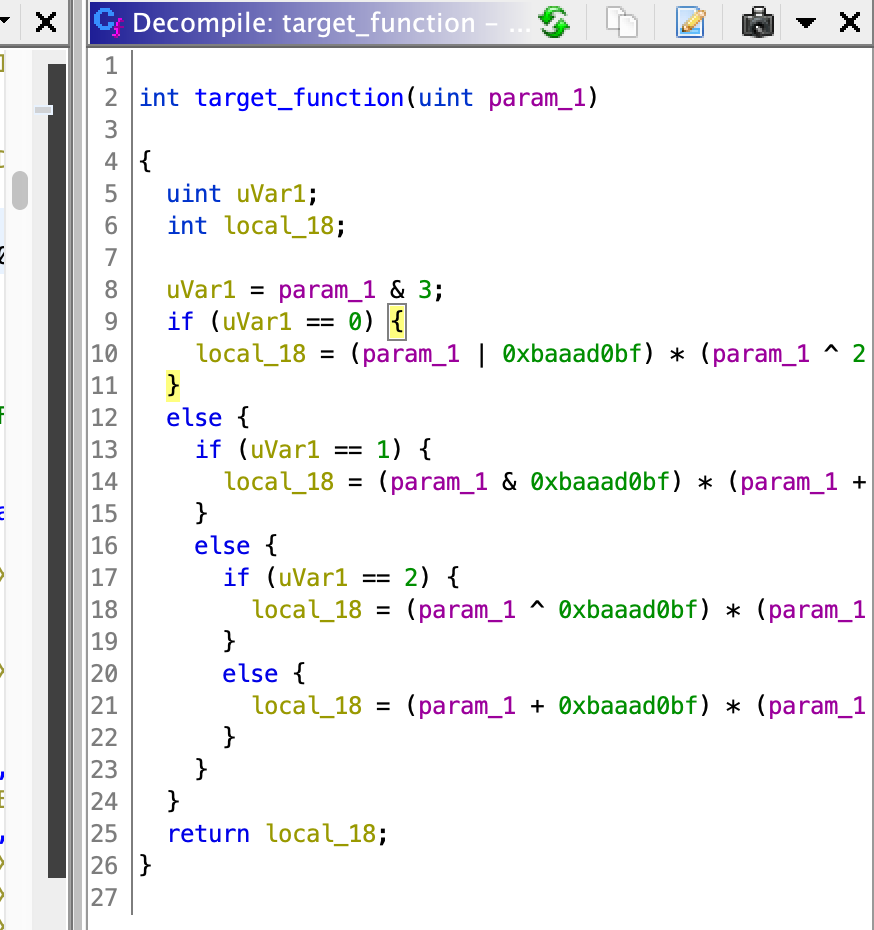 Decompile: target_function – ...
1
2 int target_function(uint param_1)
3
4 {
5 uint uVar1;
6 int local_18;
7
8 uVar1 = param_1 & 3;
9 if (uVar1 == 0) {
10 local_18 = (param_1 | 0xbaaad0bf) * (param_1 ^ 2
11 }
12 else {
13 if (uVar1 == 1) {
14 local_18 = (param_1 & 0xbaaad0bf) * (param_1 +
15 }
16 else {
17 if (uVar1 == 2) {
18 local_18 = (param_1 ^ 0xbaaad0bf) * (param_1
19 }
20 else {
21 local_18 = (param_1 + 0xbaaad0bf) * (param_1
22 }
23 }
24 }
25 return local_18;
26 }
27